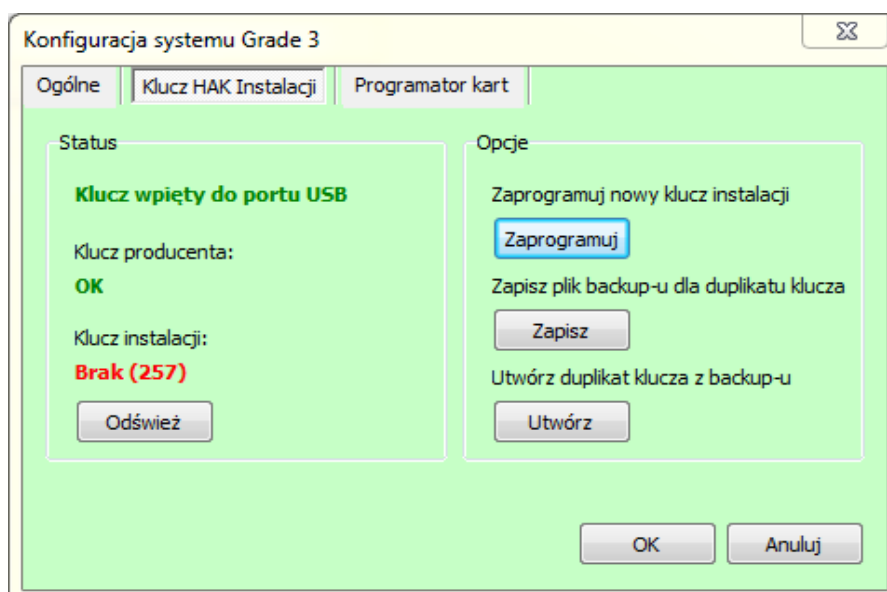 Konfiguracja systemu Grade 3
Ogólne
Klucz HAK Instalacji
Programator kart
Status
Klucz wpięty do portu USB
Klucz producenta:
OK
Klucz instalacji:
Brak (257)
Odśwież
Opcje
Zaprogramuj nowy klucz instalacji
Zaprogramuj
Zapisz plik backup-u dla duplikatu klucza
Zapisz
Utwórz duplikat klucza z backup-u
Utwórz
OK
Anuluj